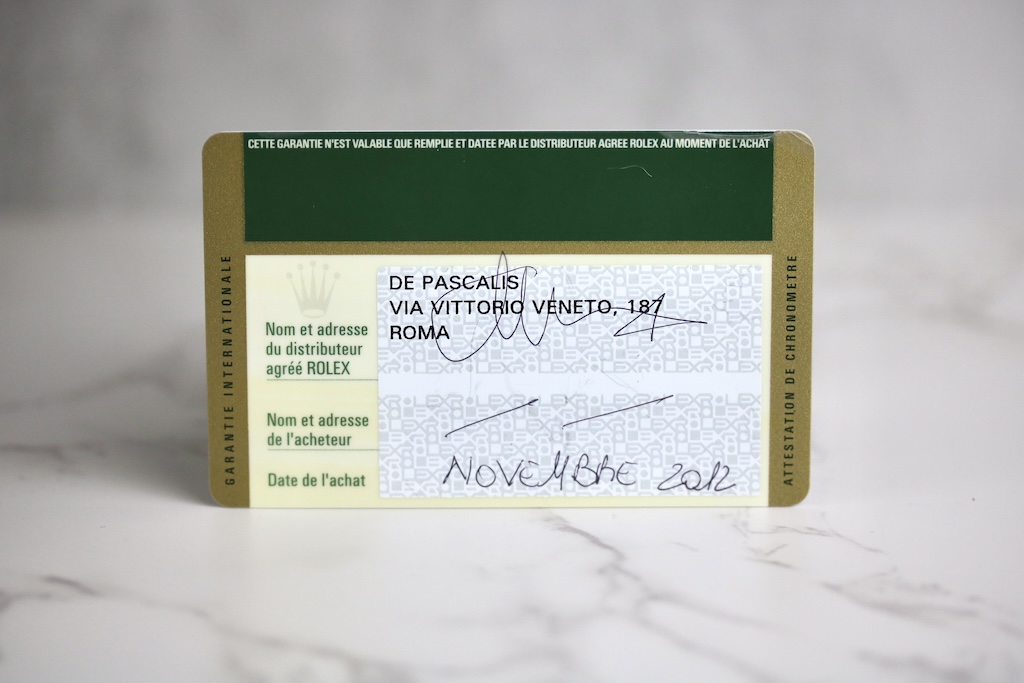 CETTE GARANTIE N'EST VALABLE QUE REMPLIE ET DATEE PAR LE DISTRIBUTEUR AGREE ROLEX AU MOMENT DE L'ACHAT
GARANTIE INTERNATIONALE
Nom et adresse
du distributeur
agréé ROLEX
DE PASCALIS
VIA VITTORIO VENETO, 187
ROMA
Nom et adresse
de l'acheteur
Date de l'achat
NOVEMBRE 2012
ATTESTATION DE CHRONOMETRE